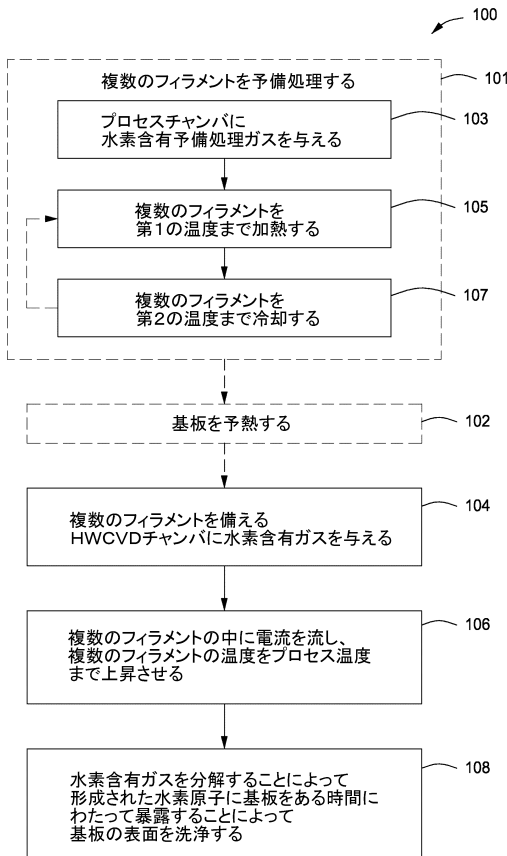 100
複数のフィラメントを予備処理する
101
プロセスチャンバに
水素含有予備処理ガスを与える
103
複数のフィラメントを
第1の温度まで加熱する
105
複数のフィラメントを
第2の温度まで冷却する
107
基板を予熱する
102
複数のフィラメントを備える
HWCVDチャンバに水素含有ガスを与える
104
複数のフィラメントの中に電流を流し、
複数のフィラメントの温度をプロセス温度
まで上昇させる
106
水素含有ガスを分解することによって
形成された水素原子に基板をある時間に
わたって暴露することによって
基板の表面を洗浄する
108